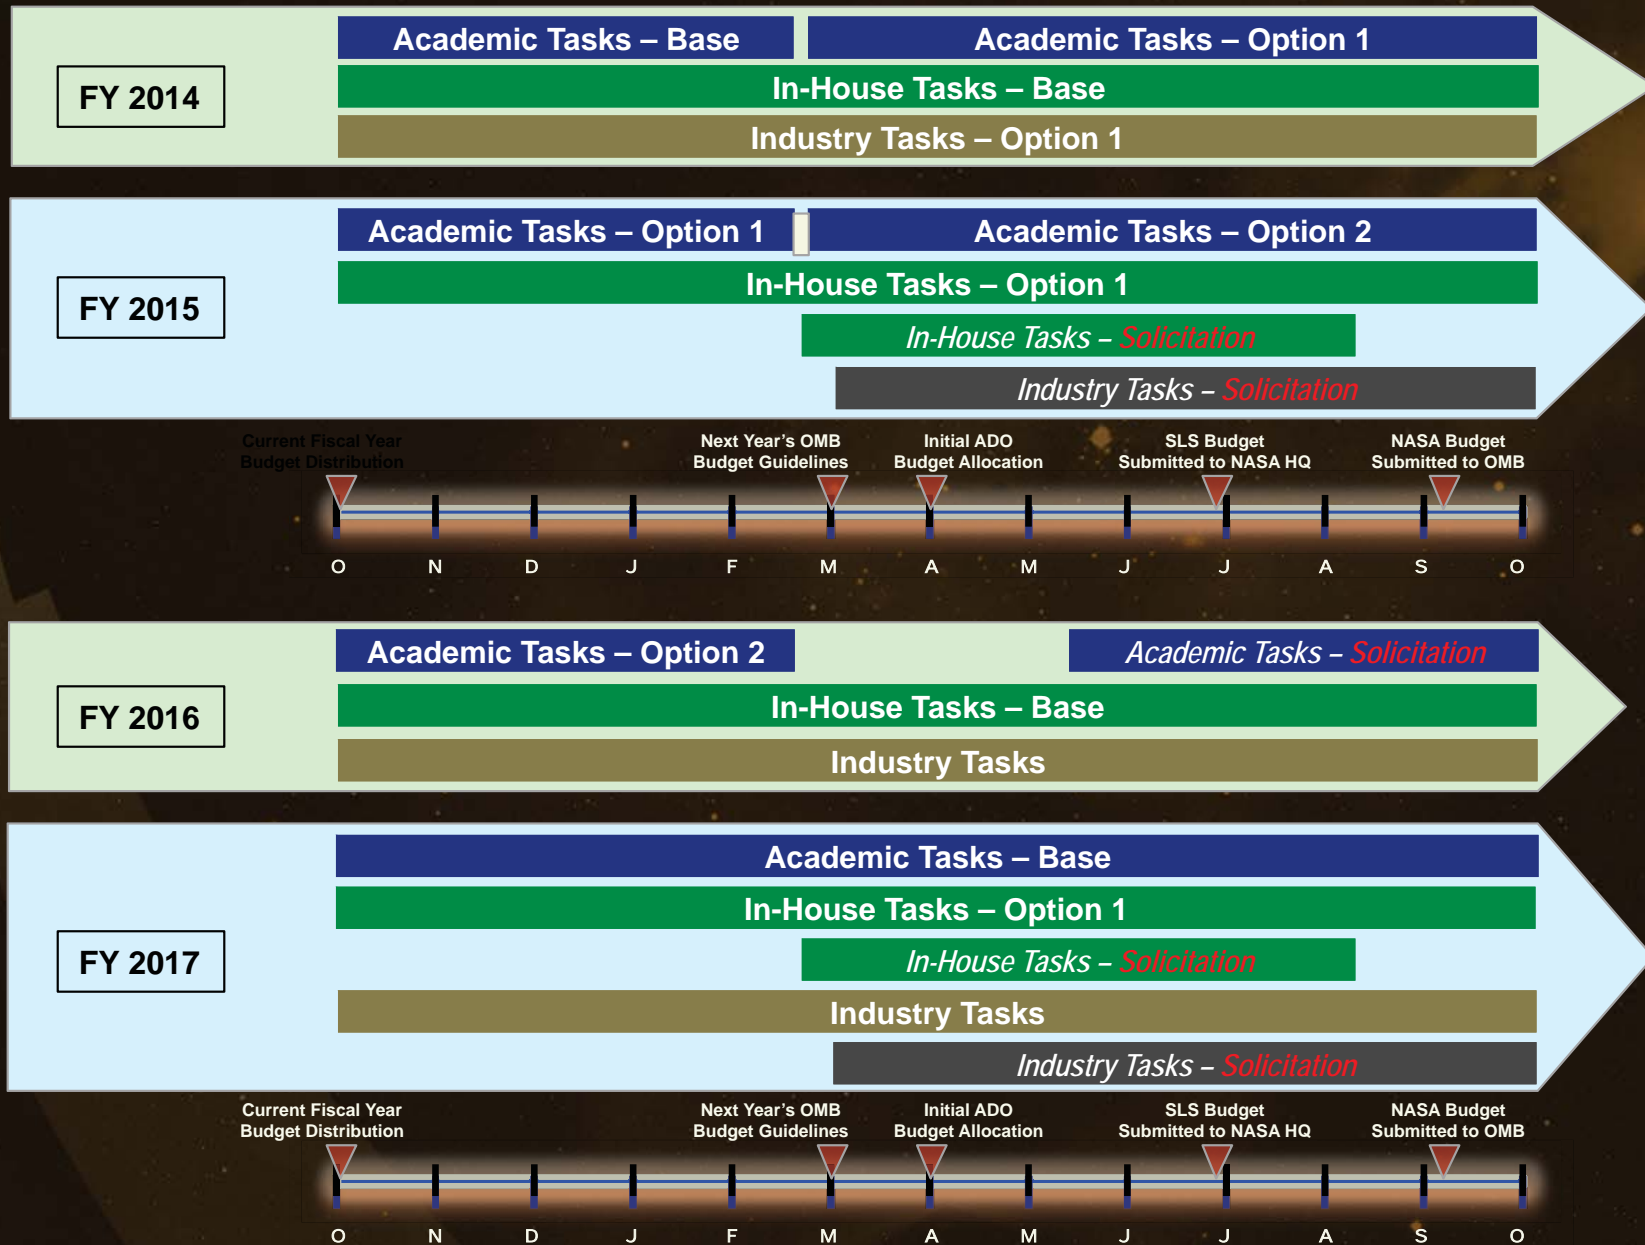 FY 2014
Academic Tasks – Base
Academic Tasks – Option 1
In-House Tasks – Base
Industry Tasks – Option 1
FY 2015
Academic Tasks – Option 1
Academic Tasks – Option 2
In-House Tasks – Option 1
In-House Tasks – Solicitation
Industry Tasks – Solicitation
Current Fiscal Year
Budget Distribution
Next Year's OMB
Budget Guidelines
Initial ADO
Budget Allocation
SLS Budget
Submitted to NASA HQ
NASA Budget
Submitted to OMB
O N D J F M A M J J A S O
FY 2016
Academic Tasks – Option 2
Academic Tasks – Solicitation
In-House Tasks – Base
Industry Tasks
FY 2017
Academic Tasks – Base
In-House Tasks – Option 1
In-House Tasks – Solicitation
Industry Tasks
Industry Tasks – Solicitation
Current Fiscal Year
Budget Distribution
Next Year's OMB
Budget Guidelines
Initial ADO
Budget Allocation
SLS Budget
Submitted to NASA HQ
NASA Budget
Submitted to OMB
O N D J F M A M J J A S O